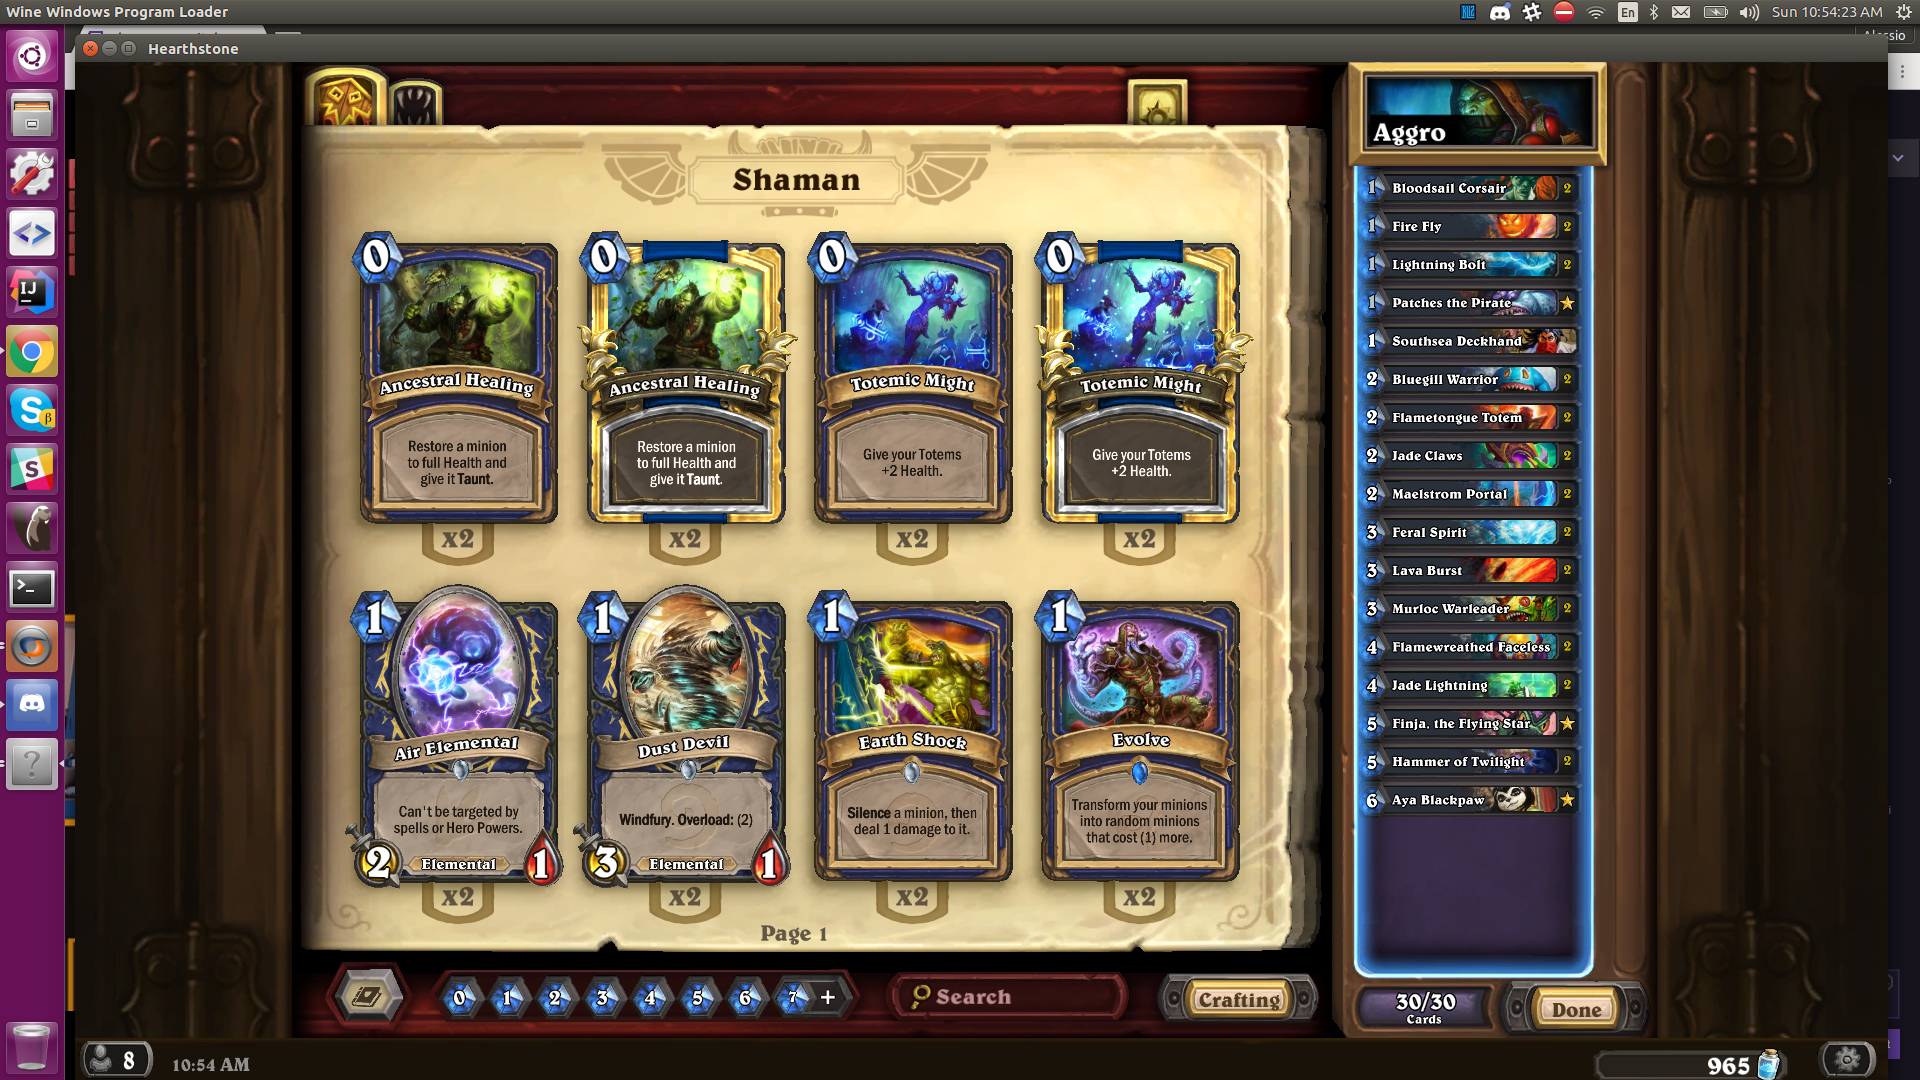 Wine Windows Program Loader
En
Sun 10:54:23 AM
Hearthstone
Shaman
0
Ancestral Healing
Restore a minion
to full Health and
give it Taunt.
x2
0
Ancestral Healing
Restore a minion
to full Health and
give it Taunt.
x2
0
Totemic Might
Give your Totems
+2 Health.
x2
0
Totemic Might
Give your Totems
+2 Health.
x2
1
Air Elemental
Can't be targeted by
spells or Hero Powers.
2
Elemental
1
x2
1
Dust Devil
Windfury. Overload: (2)
3
Elemental
1
x2
1
Earth Shock
Silence a minion, then
deal 1 damage to it.
x2
1
Evolve
Transform your minions
into random minions
that cost (1) more.
x2
Page 1
0 1 2 3 4 5 6 7 +
Search
Crafting
Aggro
1 Bloodsail Corsair 2
1 Fire Fly 2
1 Lightning Bolt 2
1 Patches the Pirate
1 Southsea Deckhand
2 Bluegill Warrior 2
2 Flametongue Totem 2
2 Jade Claws 2
2 Maelstrom Portal 2
3 Feral Spirit 2
3 Lava Burst 2
3 Murloc Warleader 2
4 Flamewreathed Faceless 2
4 Jade Lightning 2
5 Finja, the Flying Star
5 Hammer of Twilight 2
6 Aya Blackpaw
30/30
Cards
Done
8
10:54 AM
965